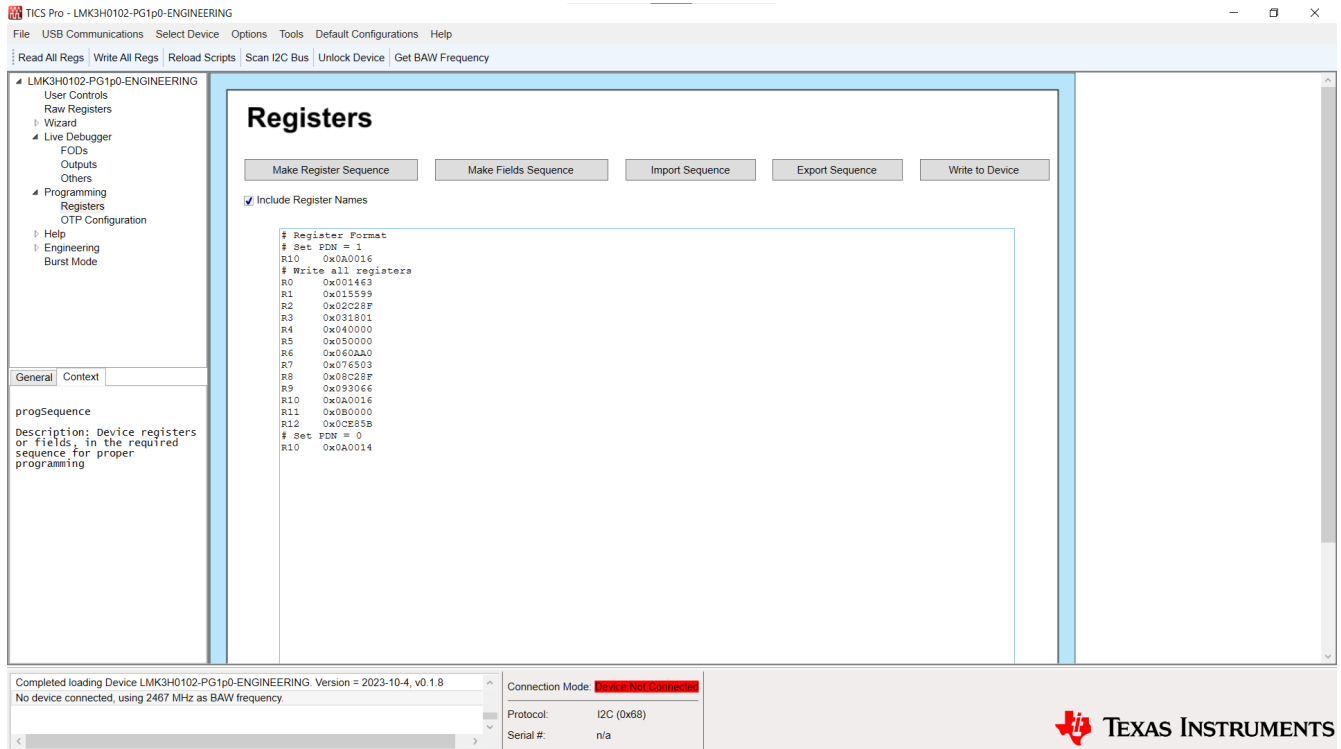 TICS Pro - LMK3H0102-PG1p0-ENGINEERING
File USB Communications Select Device Options Tools Default Configurations Help
Read All Regs Write All Regs Reload Scripts Scan I2C Bus Unlock Device Get BAW Frequency
LMK3H0102-PG1p0-ENGINEERING
User Controls
Raw Registers
Wizard
Live Debugger
FODs
Outputs
Others
Programming
Registers
OTP Configuration
Help
Engineering
Burst Mode
General Context
progSequence
Description: Device registers
or fields, in the required
sequence for proper
programming
Registers
Make Register Sequence Make Fields Sequence Import Sequence Export Sequence Write to Device
Include Register Names
# Register Format
# Set PDN = 1
R10 0x0A0016
# Write all registers
R0 0x001463
R1 0x015599
R2 0x02C28F
R3 0x031801
R4 0x040000
R5 0x050000
R6 0x060AA0
R7 0x076503
R8 0x08C28F
R9 0x093066
R10 0x0A0016
R11 0x0B0000
R12 0x0CE85B
# Set PDN = 0
R10 0x0A0014
Completed loading Device LMK3H0102-PG1p0-ENGINEERING. Version = 2023-10-4, v0.1.8
No device connected, using 2467 MHz as BAW frequency.
Connection Mode: Device Not Connected
Protocol: I2C (0x68)
Serial #: n/a
TEXAS INSTRUMENTS